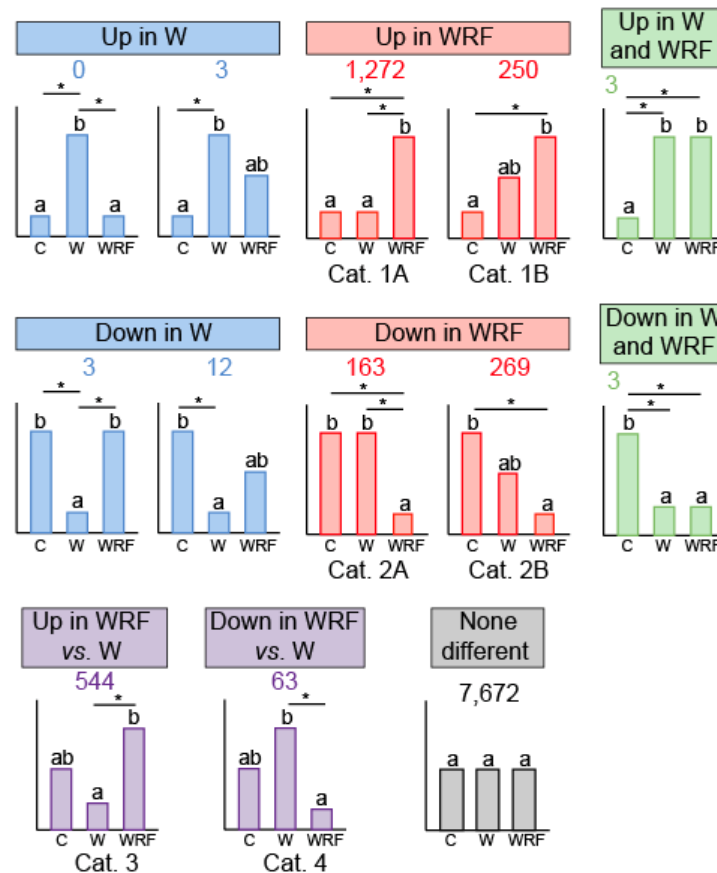 Up in W
Up in WRF
Up in W
and WRF
0 3
1,272 250
3
* *
*
*
*
*
*
*
a b a
a b ab
a a b
a ab b
a b b
C W WRF
C W WRF
C W WRF
C W WRF
C W WRF
Cat. 1A
Cat. 1B
Down in W
Down in WRF
Down in W
and WRF
3 12
163 269
3
* *
*
*
*
*
*
*
b a b
b a ab
b b a
b ab a
b a a
C W WRF
C W WRF
C W WRF
C W WRF
C W WRF
Cat. 2A
Cat. 2B
Up in WRF
vs. W
Down in WRF
vs. W
None
different
544
63
7,672
*
*
ab a b
ab b a
a a a
C W WRF
C W WRF
C W WRF
Cat. 3
Cat. 4